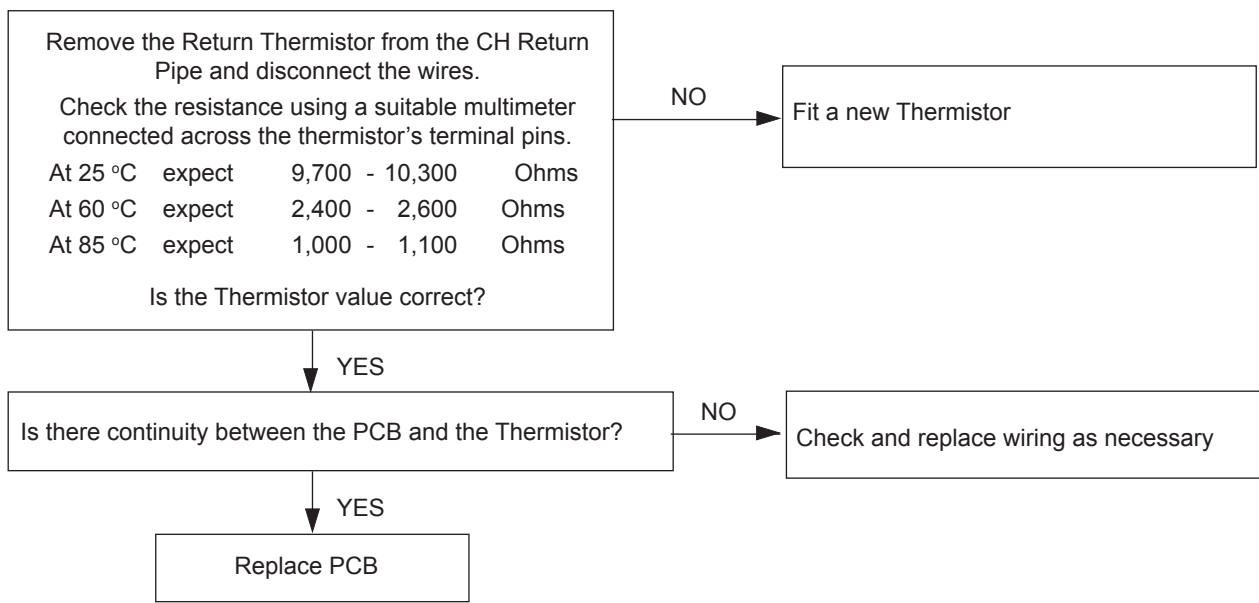 Remove the Return Thermistor from the CH Return
Pipe and disconnect the wires.
Check the resistance using a suitable multimeter
connected across the thermistor's terminal pins.
At 25 °C expect 9,700 - 10,300 Ohms
At 60 °C expect 2,400 - 2,600 Ohms
At 85 °C expect 1,000 - 1,100 Ohms
Is the Thermistor value correct?
NO
Fit a new Thermistor
YES
Is there continuity between the PCB and the Thermistor?
NO
Check and replace wiring as necessary
YES
Replace PCB